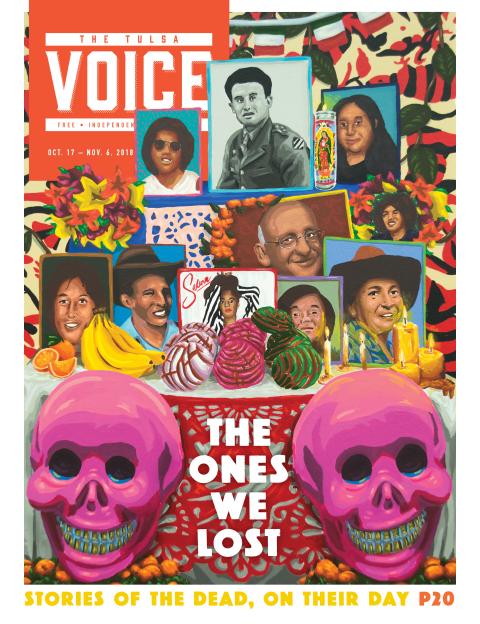 THE TULSA
VOICE
FREE • INDEPENDEN
OCT. 17 – NOV. 6, 2018
Selena
THE
ONES
WE
LOST
STORIES OF THE DEAD, ON THEIR DAY P20